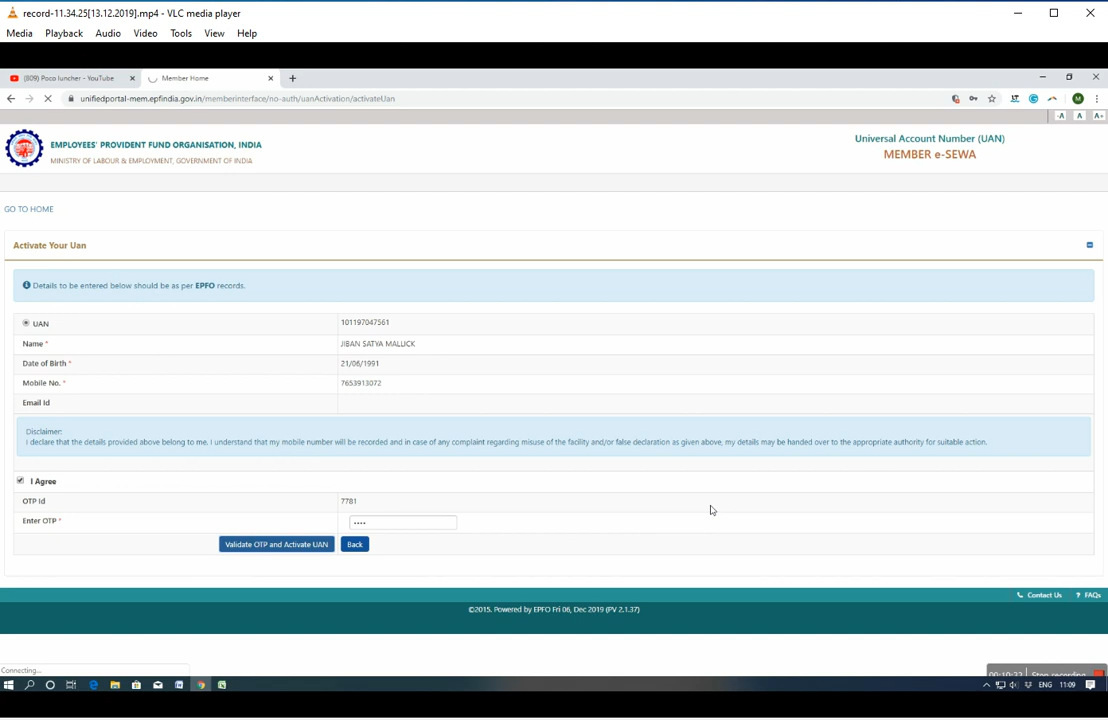 record-11.34.25[13.12.2019].mp4 - VLC media player
Media Playback Audio Video Tools View Help
(809) Poco luncher - YouTube Member Home
unifiedportal-mem.epfindia.gov.in/memberinterface/no-auth/uanActivation/activateUan
-A A A+
EMPLOYEES' PROVIDENT FUND ORGANISATION, INDIA
MINISTRY OF LABOUR & EMPLOYMENT, GOVERNMENT OF INDIA
Universal Account Number (UAN)
MEMBER e-SEWA
GO TO HOME
Activate Your Uan
Details to be entered below should be as per EPFO records.
UAN 101197047561
Name * JIBAN SATYA MALLICK
Date of Birth * 21/06/1991
Mobile No. * 7653913072
Email Id
Disclaimer:
I declare that the details provided above belong to me. I understand that my mobile number will be recorded and in case of any complaint regarding misuse of the facility and/or false declaration as given above, my details may be handed over to the appropriate authority for suitable action.
I Agree
OTP Id 7781
Enter OTP * ····
Validate OTP and Activate UAN Back
Contact Us ? FAQs
©2015. Powered by EPFO Fri 06, Dec 2019 (PV 2.1.37)
Connecting...
00:10:22 Stop recording
ENG 11:09